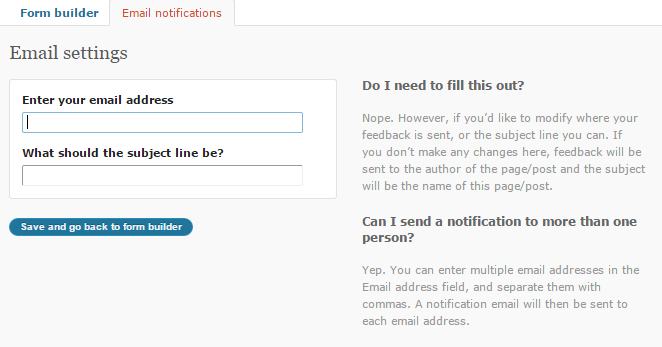 Form builder
Email notifications
Email settings
Enter your email address
What should the subject line be?
Save and go back to form builder
Do I need to fill this out?
Nope. However, if you’d like to modify where your
feedback is sent, or the subject line you can. If
you don’t make any changes here, feedback will be
sent to the author of the page/post and the subject
will be the name of this page/post.
Can I send a notification to more than one
person?
Yep. You can enter multiple email addresses in the
Email address field, and separate them with
commas. A notification email will then be sent to
each email address.